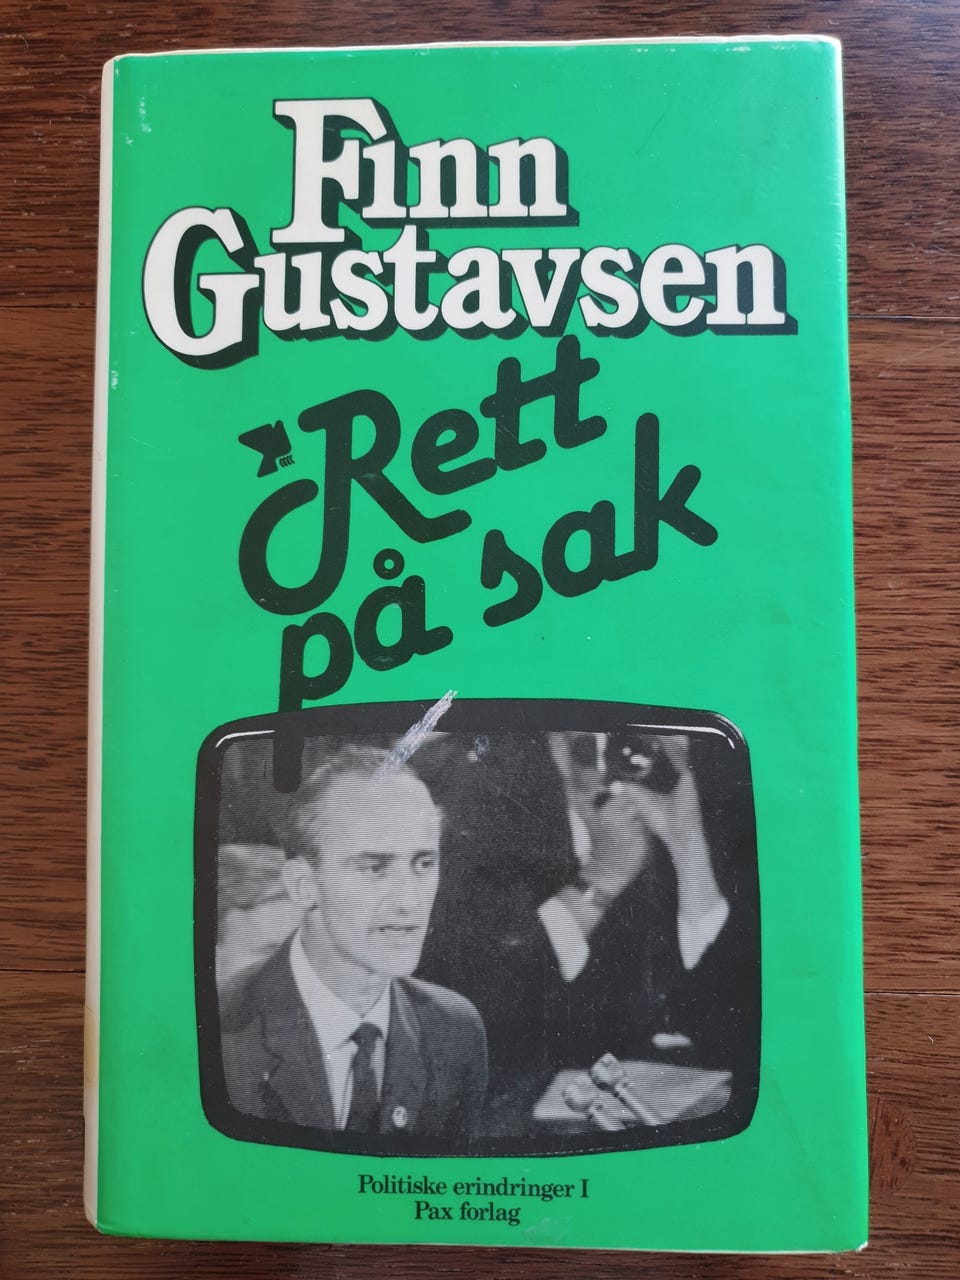 Finn
Gustavsen
Rett
på sak
Politiske erindringer I
Pax forlag